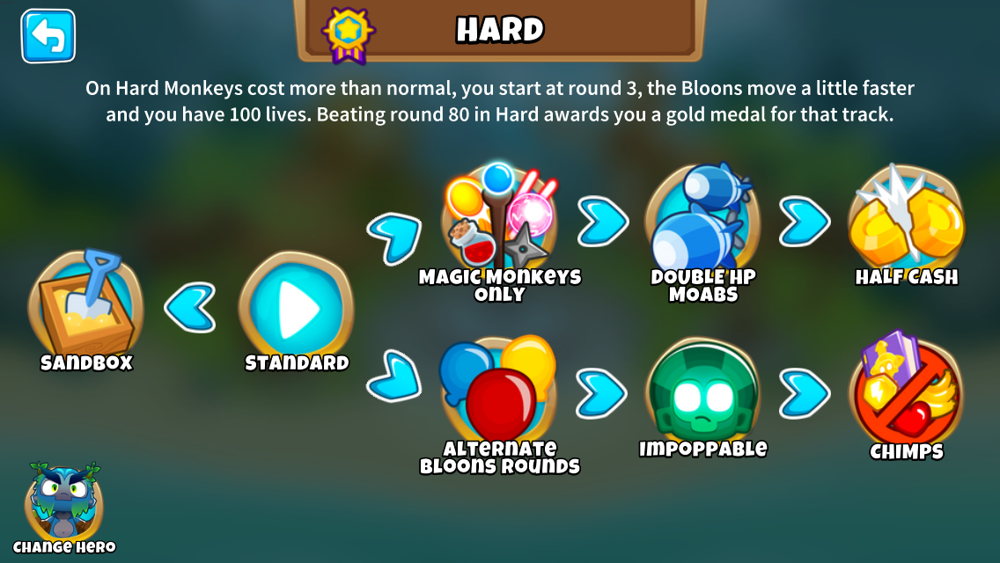 HARD
On Hard Monkeys cost more than normal, you start at round 3, the Bloons move a little faster
and you have 100 lives. Beating round 80 in Hard awards you a gold medal for that track.
MAGIC MONKEYS
ONLY
DOUBLE HP
MOABS
HALF CASH
SANDBOX
STANDARD
ALTERNATE
BLOONS ROUNDS
IMPOPPABLE
CHIMPS
CHANGE HERO